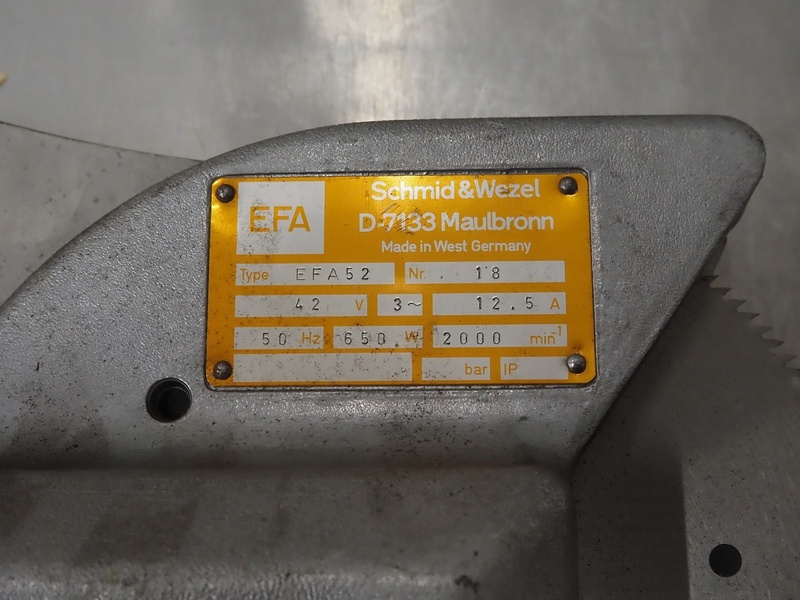 EFA
Schmid & Wezel
D-7133 Maulbronn
Made in West Germany
Type EFA52 Nr. 18
42 V 3~ 12.5 A
50 Hz 650 W 2000 min-1
bar IP